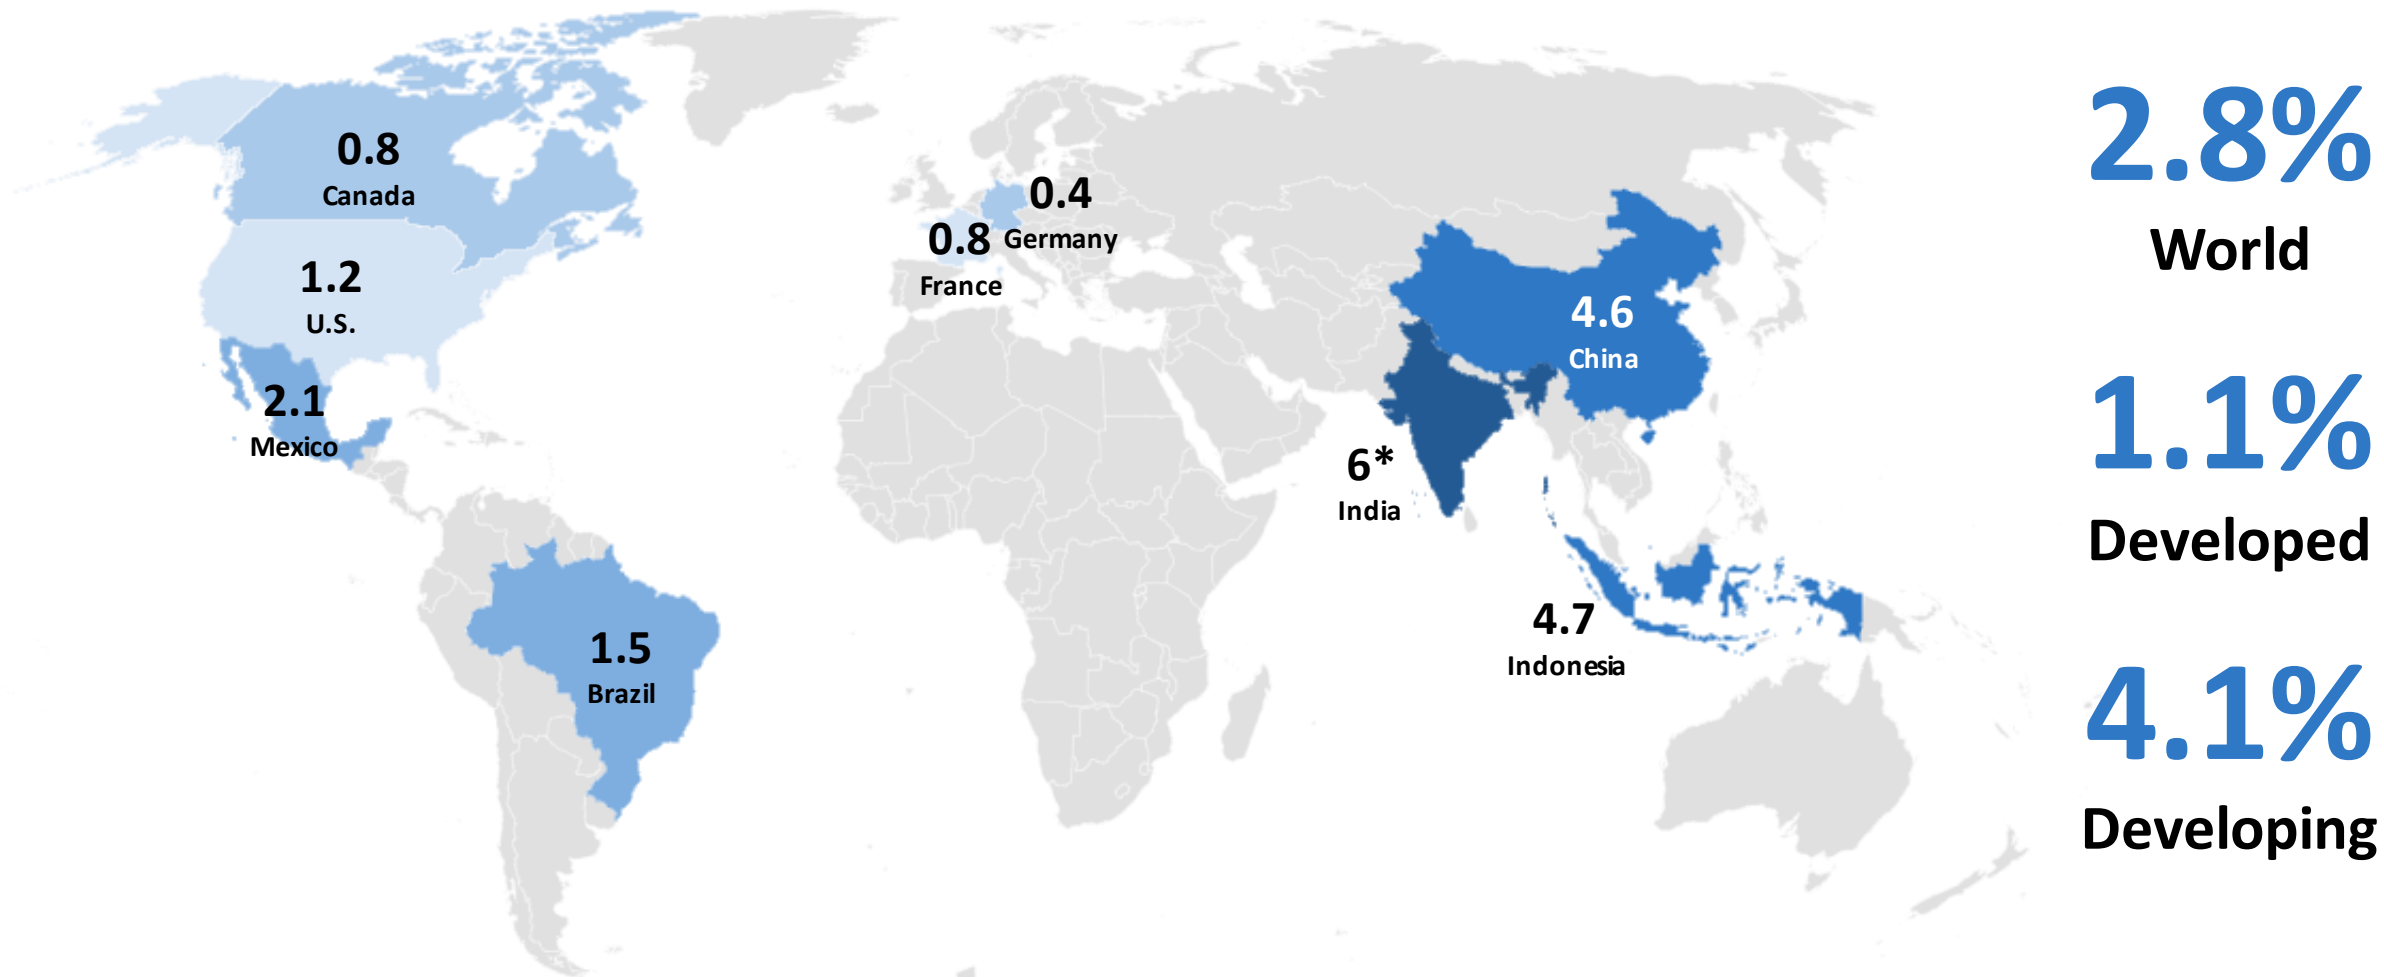 0.8
Canada
1.2
U.S.
2.1
Mexico
1.5
Brazil
0.4
Germany
0.8
France
4.6
China
6*
India
4.7
Indonesia
2.8%
World
1.1%
Developed
4.1%
Developing